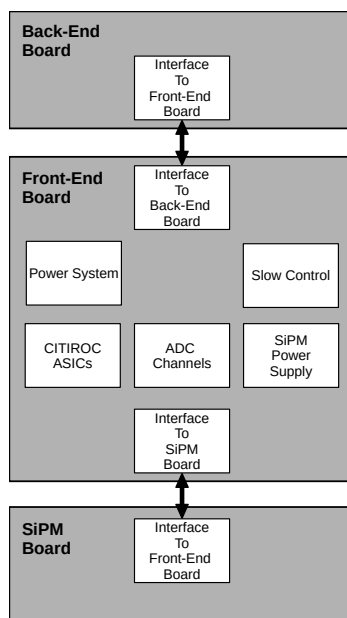 Back-End
Board
Interface
To
Front-End
Board
Front-End
Board
Interface
To
Back-End
Board
Power System
Slow Control
CITIROC
ASICs
ADC
Channels
SiPM
Power
Supply
Interface
To
SiPM
Board
SiPM
Board
Interface
To
Front-End
Board